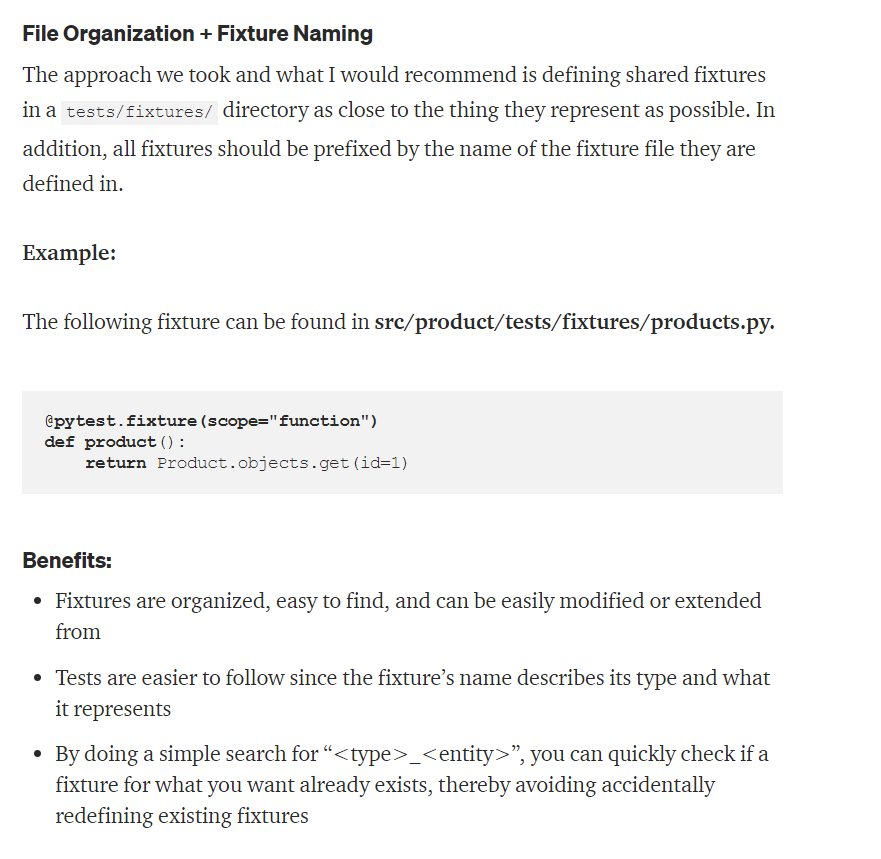 File Organization + Fixture Naming
The approach we took and what I would recommend is defining shared fixtures
in a tests/fixtures/ directory as close to the thing they represent as possible. In
addition, all fixtures should be prefixed by the name of the fixture file they are
defined in.
Example:
The following fixture can be found in src/product/tests/fixtures/products.py.
@pytest.fixture(scope="function")
def product():
    return Product.objects.get(id=1)
Benefits:
• Fixtures are organized, easy to find, and can be easily modified or extended
from
• Tests are easier to follow since the fixture’s name describes its type and what
it represents
• By doing a simple search for “<type>_<entity>”, you can quickly check if a
fixture for what you want already exists, thereby avoiding accidentally
redefining existing fixtures